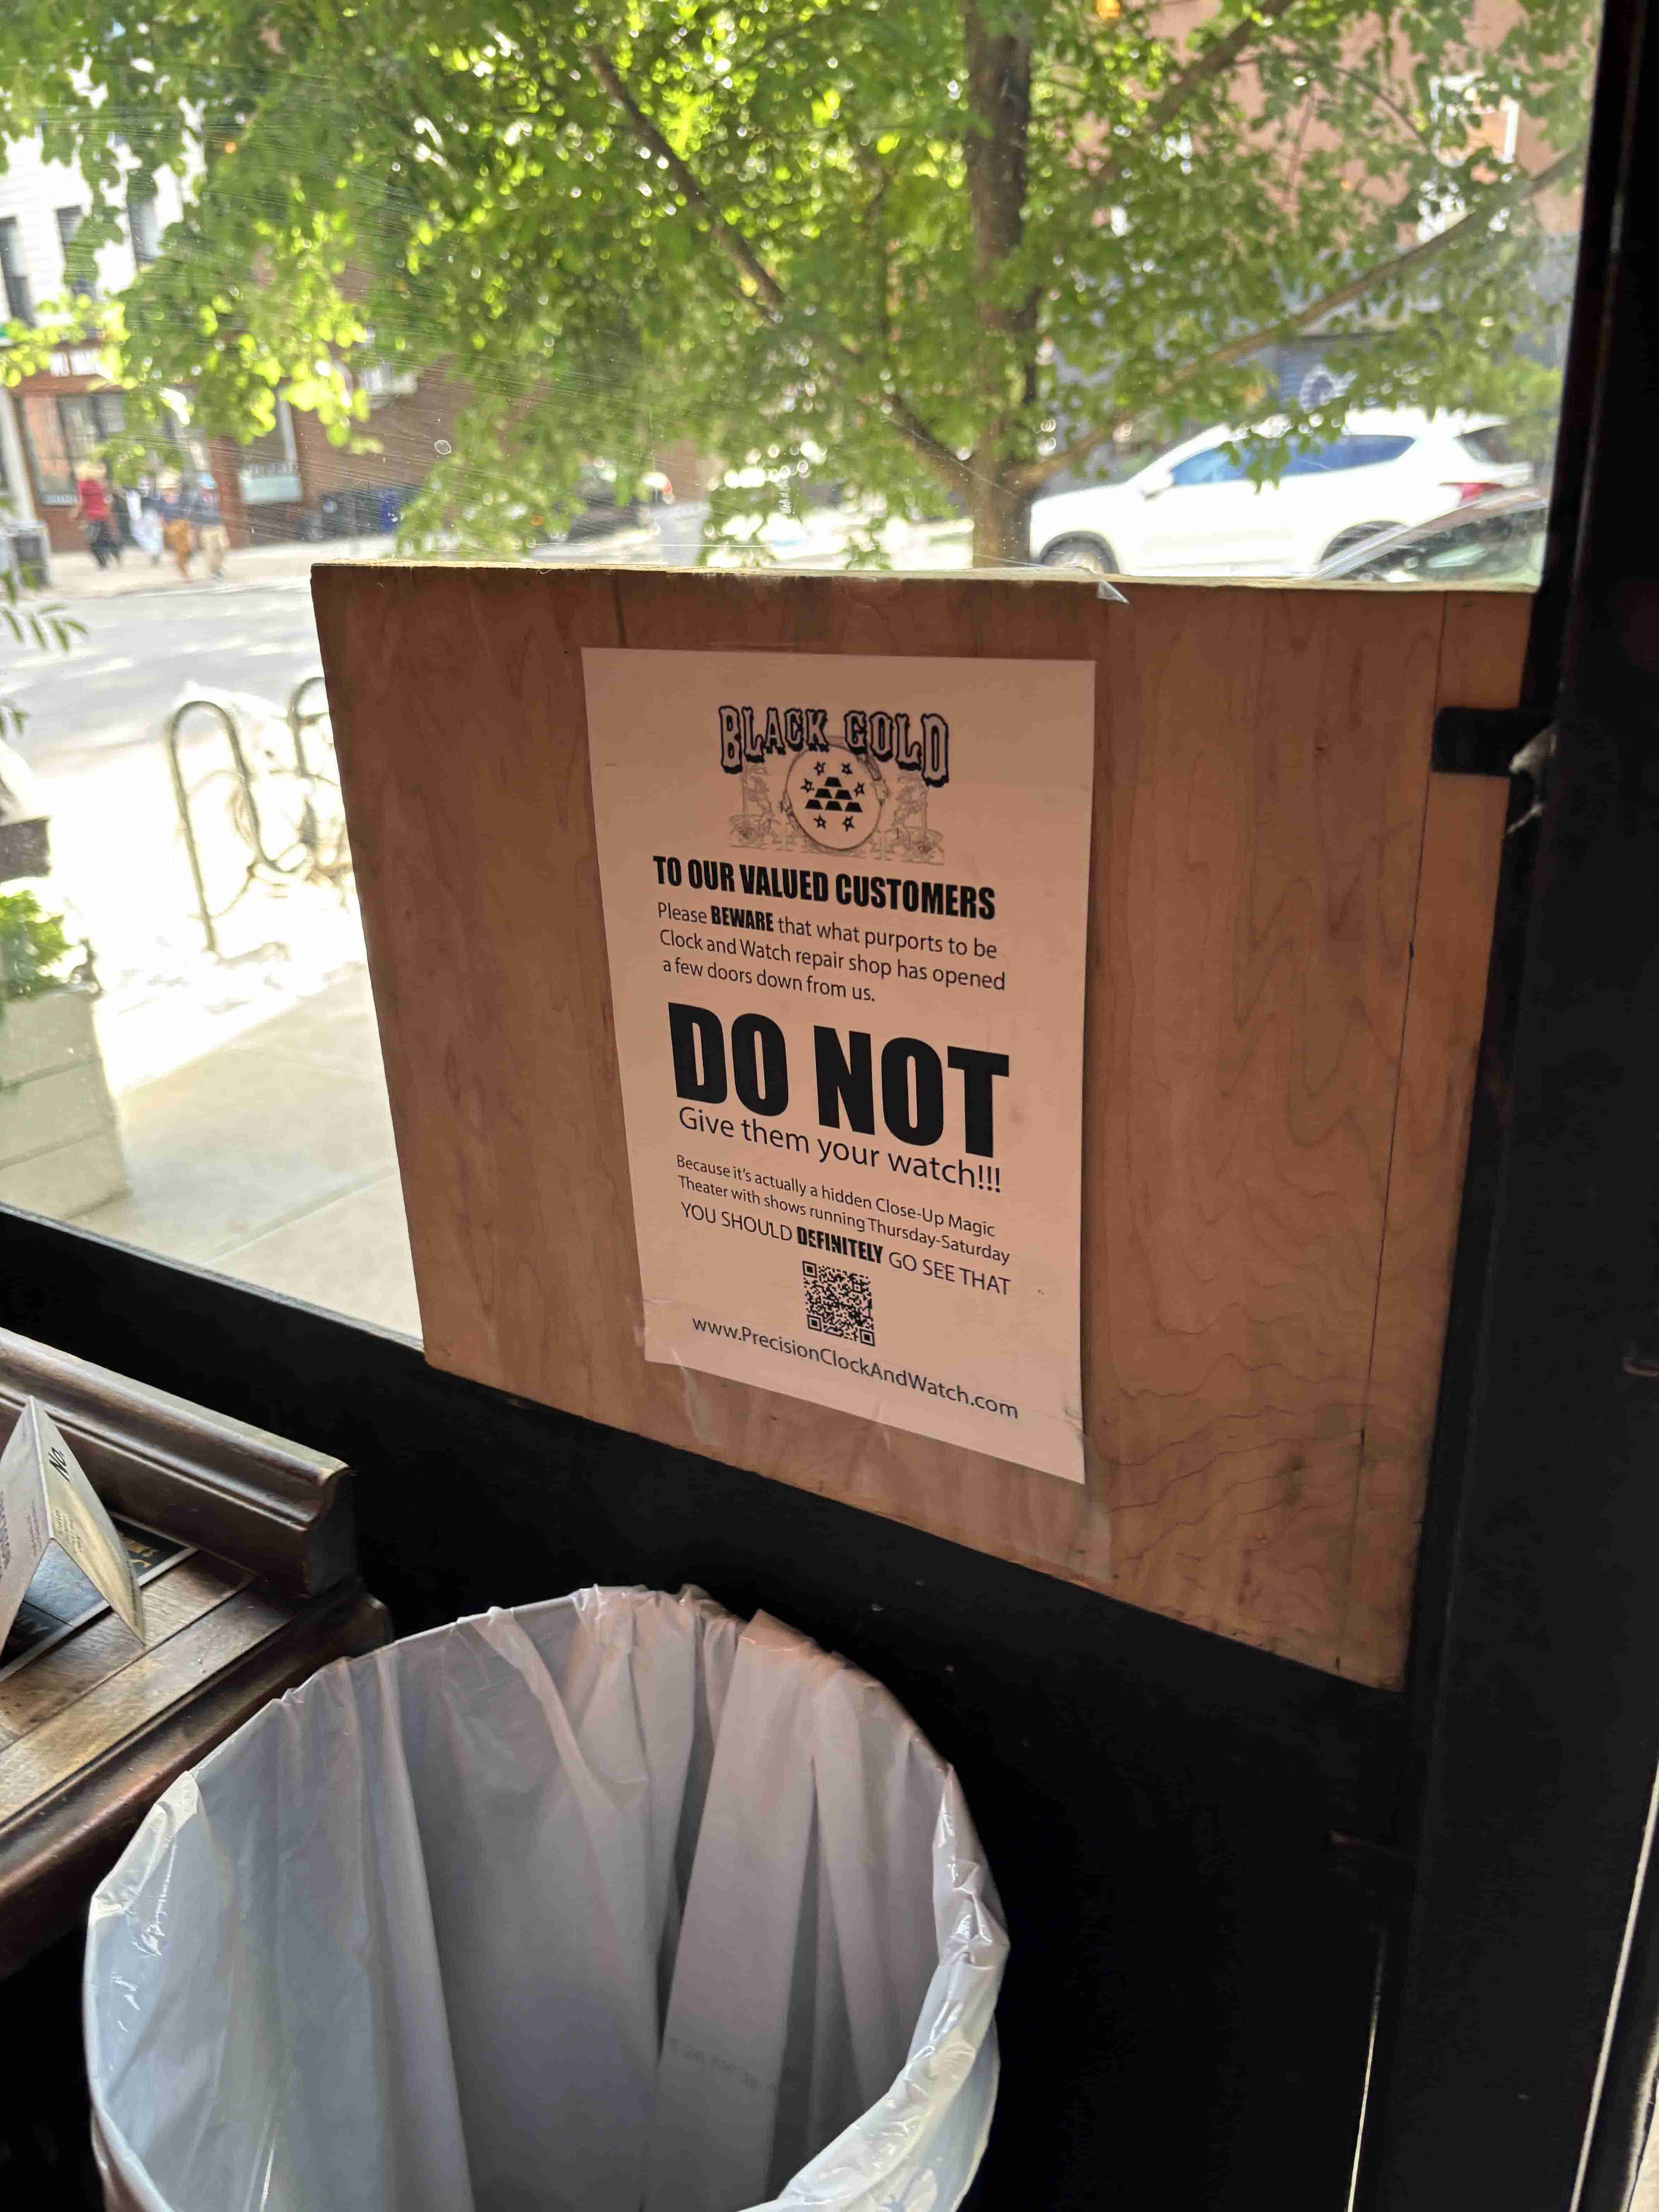 BLACK GOLD
TO OUR VALUED CUSTOMERS
Please BEWARE that what purports to be
Clock and Watch repair shop has opened
a few doors down from us.
DO NOT
Give them your watch!!!
Because it's actually a hidden Close-Up Magic
Theater with shows running Thursday-Saturday
YOU SHOULD DEFINITELY GO SEE THAT
www.PrecisionClockAndWatch.com
No.